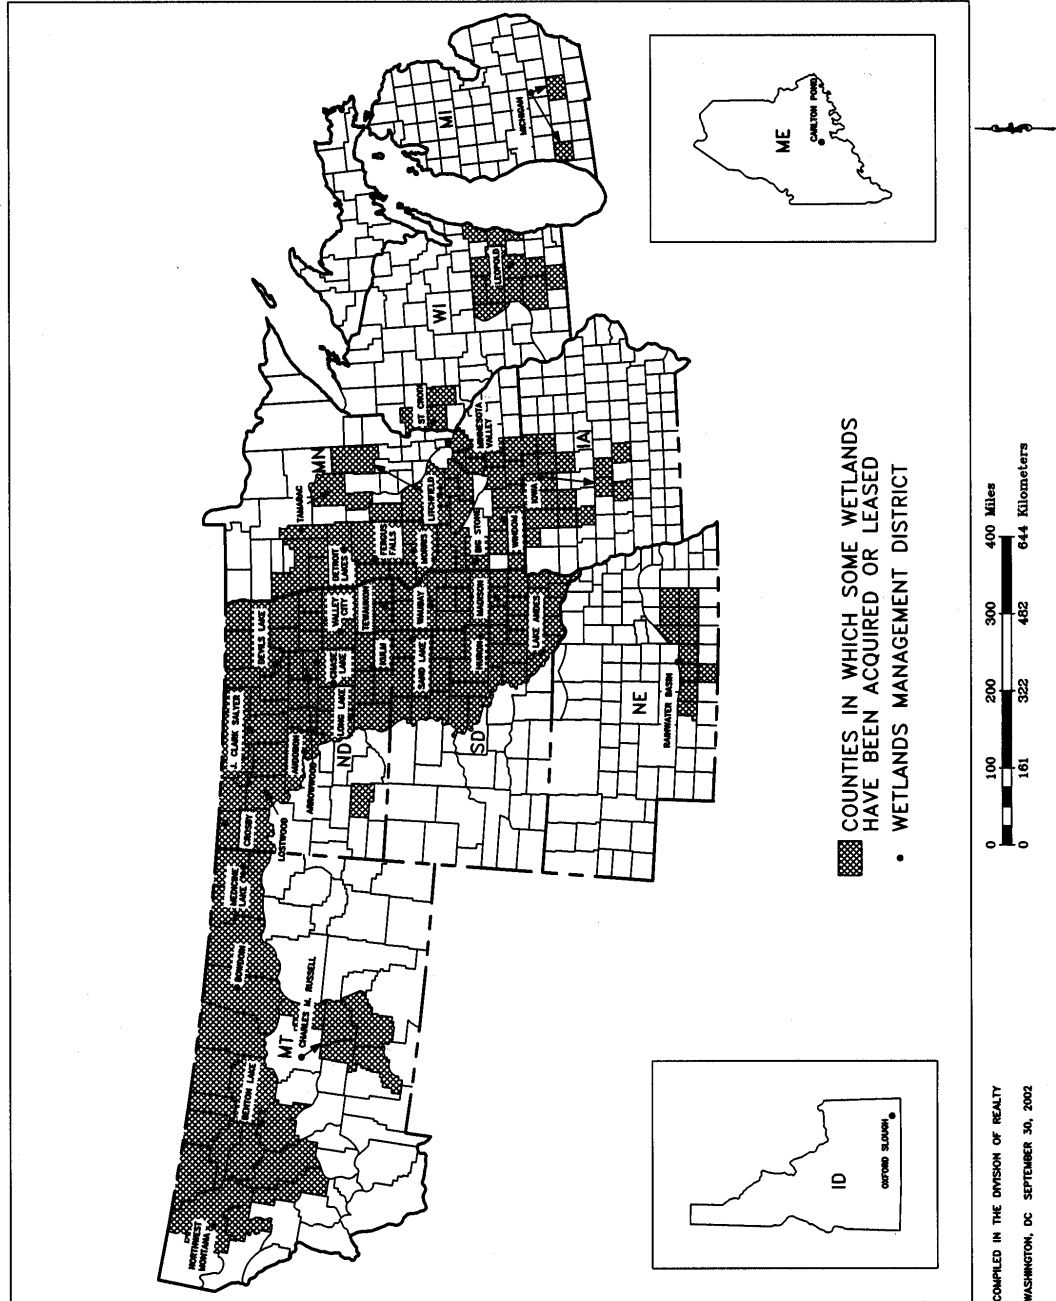 NORTHWEST
MONTANA
BENTON LAKE
BOWDOIN
MEDICINE
LAKE
CROSBY
LOSTWOOD
J. CLARK SALYER
AUDUBON
ARROWWOOD
DEVILS LAKE
MT
CHARLES M. RUSSELL
ND
LONG LAKE
CHASE
LAKE
VALLEY
CITY
KULM
TEWAUKON
DETROIT
LAKES
TAMARAC
MN
FERGUS
FALLS
SAND LAKE
WAUBAY
MORRIS
LITCHFIELD
ST CROIX
SD
HURON
MADISON
BIG STONE
MINNESOTA
VALLEY
LAKE ANDES
WINDOM
IOWA
IA
NE
RAINWATER BASIN
WI
LEOPOLD
MI
MICHIGAN
ID
OXFORD SLOUGH
ME
CARLTON POND
COUNTIES IN WHICH SOME WETLANDS
HAVE BEEN ACQUIRED OR LEASED
WETLANDS MANAGEMENT DISTRICT
0 100 200 300 400 Miles
0 161 322 482 644 Kilometers
COMPILED IN THE DIVISION OF REALTY
WASHINGTON, DC SEPTEMBER 30, 2002